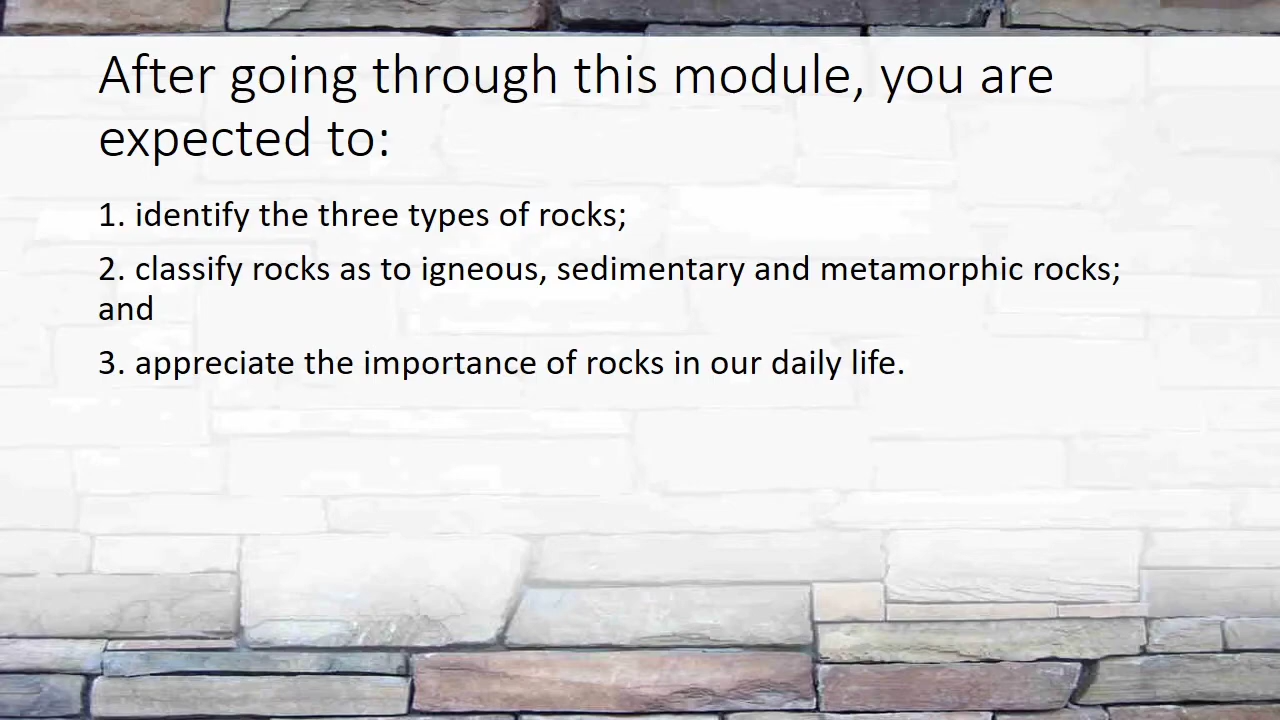 After going through this module, you are
expected to:
1. identify the three types of rocks;
2. classify rocks as to igneous, sedimentary and metamorphic rocks;
and
3. appreciate the importance of rocks in our daily life.